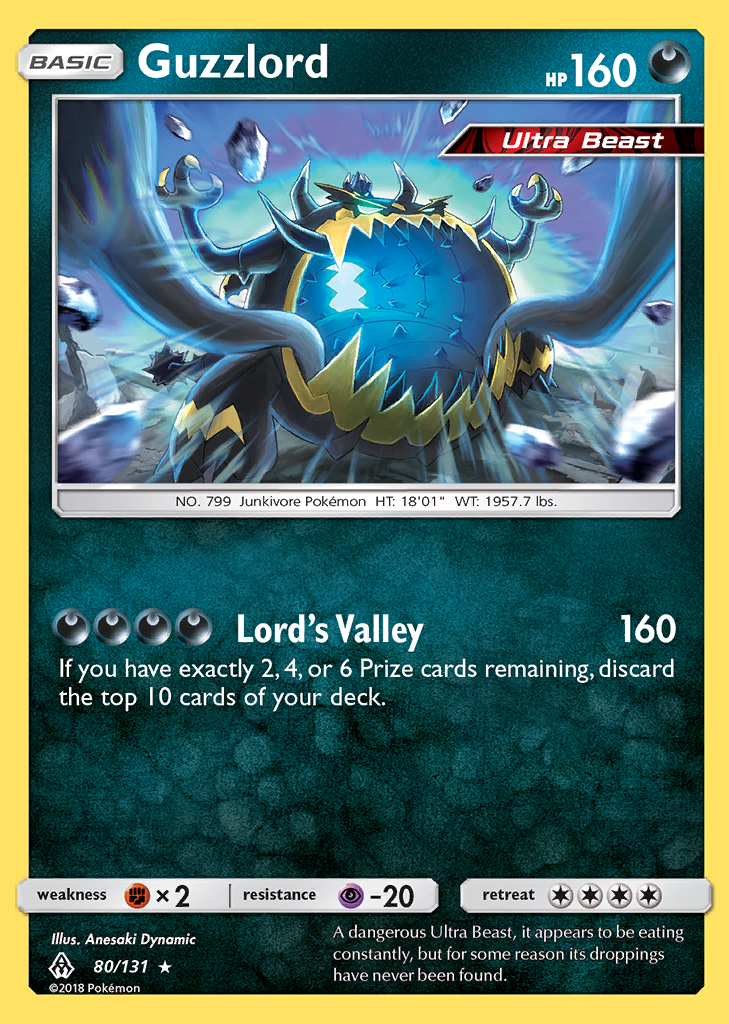 BASIC Guzzlord HP 160
Ultra Beast
NO. 799 Junkivore Pokémon HT: 18'01" WT: 1957.7 lbs.
Lord's Valley 160
If you have exactly 2, 4, or 6 Prize cards remaining, discard
the top 10 cards of your deck.
weakness ×2 resistance -20 retreat
Illus. Anesaki Dynamic
80/131 ★
©2018 Pokémon
A dangerous Ultra Beast, it appears to be eating
constantly, but for some reason its droppings
have never been found.